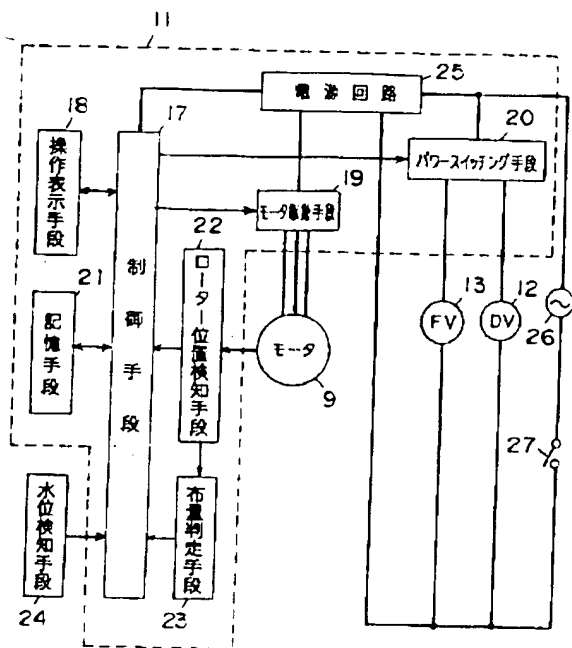 11
25
電源回路
18
17
20
操作表示手段
パワースイッチング手段
19
モータ駆動手段
22
21
制御手段
ローター位置検知手段
13
12
記憶手段
FV
DV
26
モータ
9
27
水位検知手段
布量判定手段
24
23